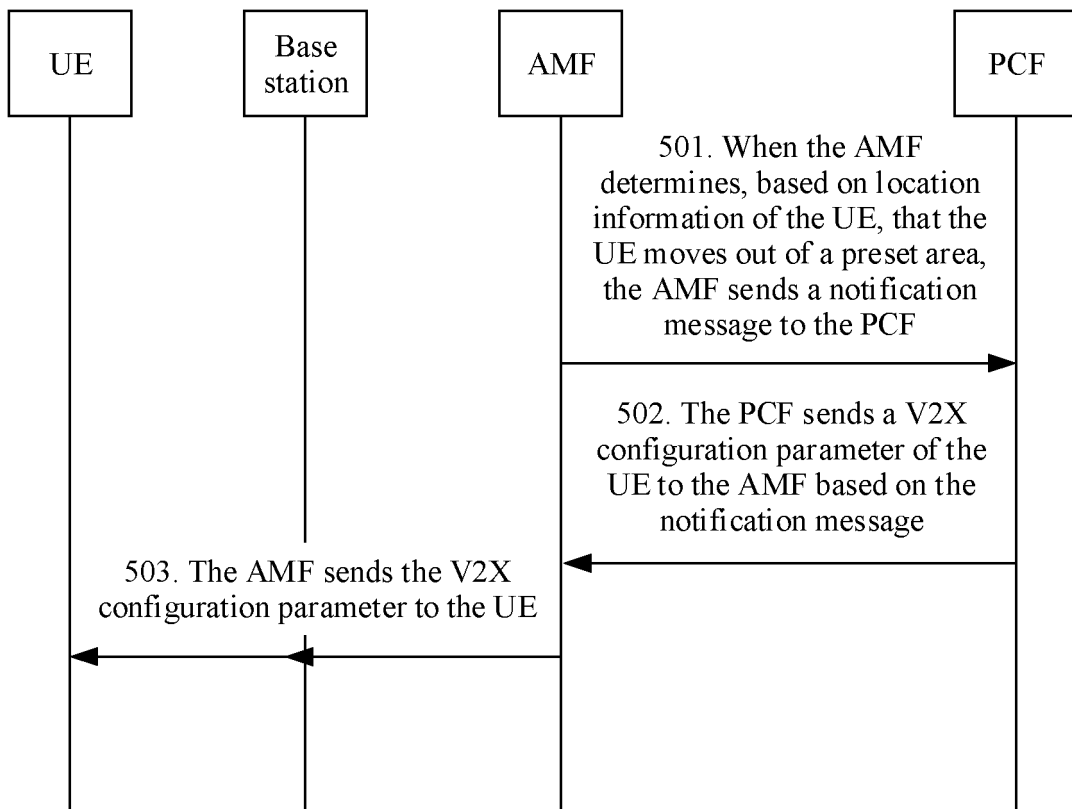 UE
Base
station
AMF
PCF
501. When the AMF
determines, based on location
information of the UE, that the
UE moves out of a preset area,
the AMF sends a notification
message to the PCF
502. The PCF sends a V2X
configuration parameter of the
UE to the AMF based on the
notification message
503. The AMF sends the V2X
configuration parameter to the UE